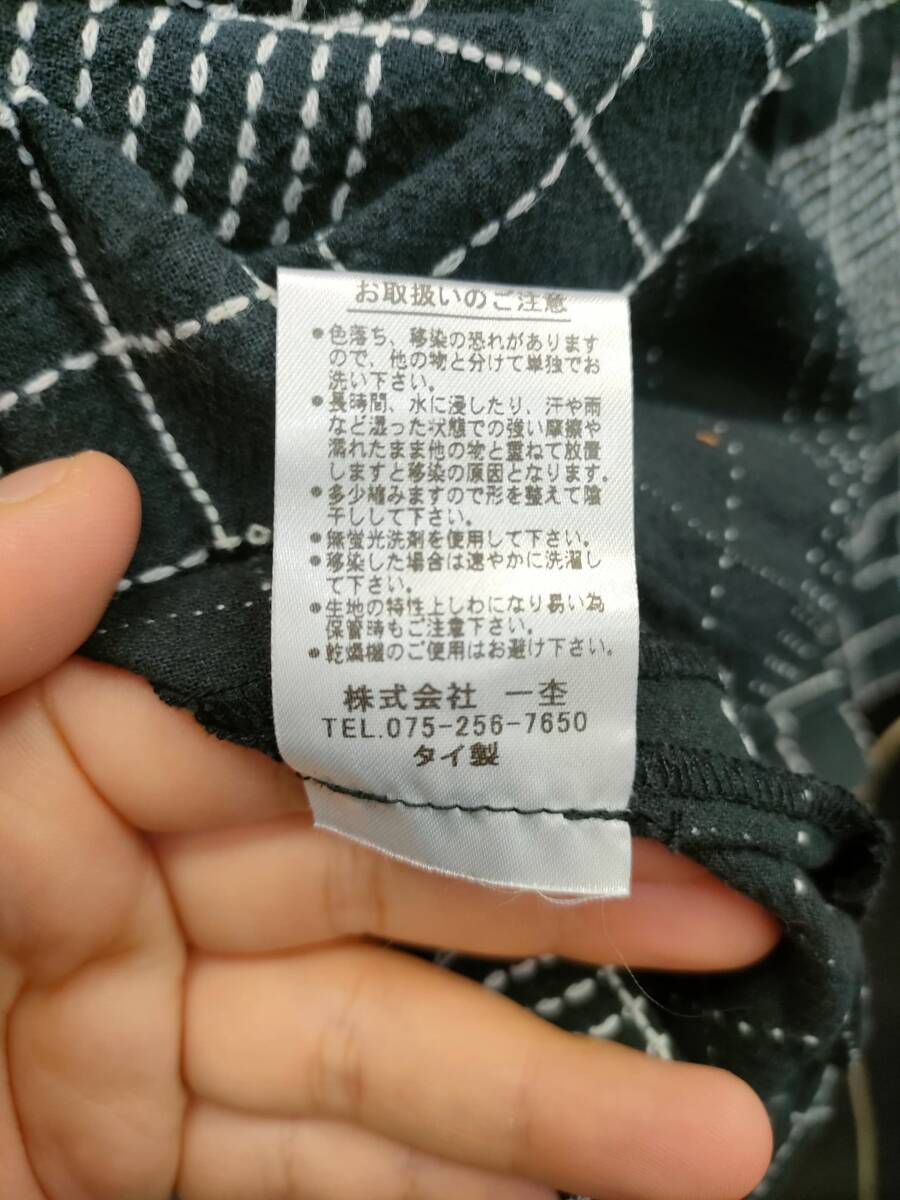 お取扱いのご注意
●色落ち、移染の恐れがあります
ので、他の物と分けて単独でお
洗い下さい。
●長時間、水に浸したり、汗や雨
など湿った状態での強い摩擦や
濡れたまま他の物と重ねて放置
しますと移染の原因となります。
●多少縮みますので形を整えて陰
干しして下さい。
●無蛍光洗剤を使用して下さい。
●移染した場合は速やかに洗濯し
て下さい。
●生地の特性上しわになり易い為
保管時もご注意下さい。
●乾燥機のご使用はお避け下さい。
株式会社 一杢
TEL.075-256-7650
タイ製